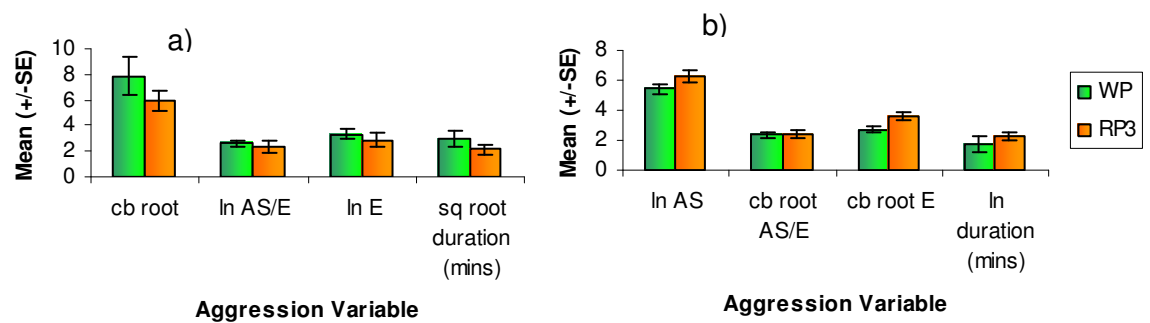 a)
Mean (+/-SE)
10
8
6
4
2
0
cb root
ln AS/E
ln E
sq root
duration
(mins)
Aggression Variable
b)
Mean (+/-SE)
8
6
4
2
0
ln AS
cb root
AS/E
cb root E
ln
duration
(mins)
Aggression Variable
WP
RP3